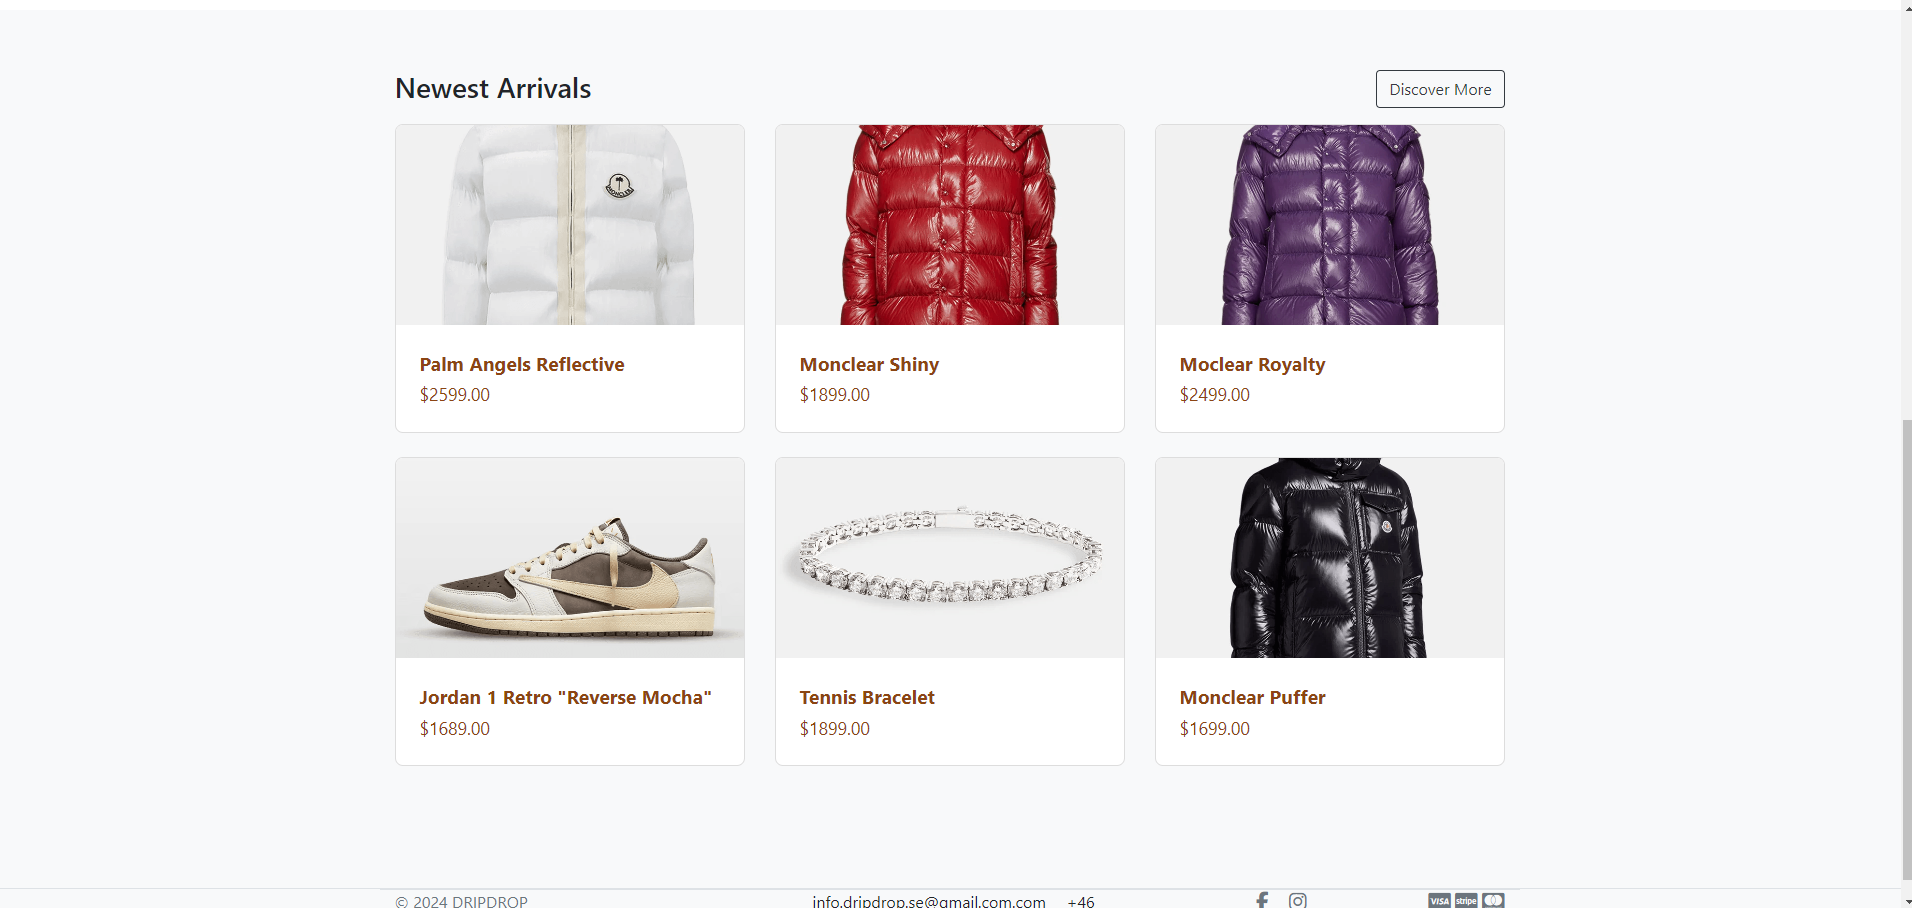 Newest Arrivals
Discover More
MONCLER
Palm Angels Reflective
$2599.00
Monclear Shiny
$1899.00
Moclear Royalty
$2499.00
Jordan 1 Retro "Reverse Mocha"
$1689.00
Tennis Bracelet
$1899.00
Monclear Puffer
$1699.00
© 2024 DRIPDROP
info.dripdrop.se@gmail.com.com
+46
VISA
stripe